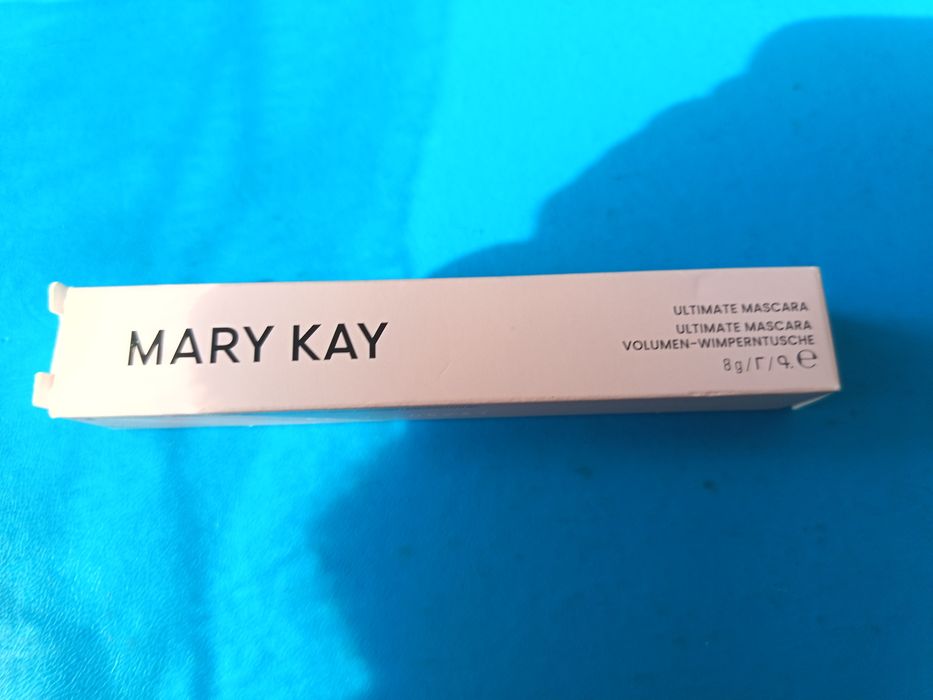 MARY KAY
ULTIMATE MASCARA
ULTIMATE MASCARA
VOLUMEN-WIMPERNTUSCHE
8 g/г/գ. ℮